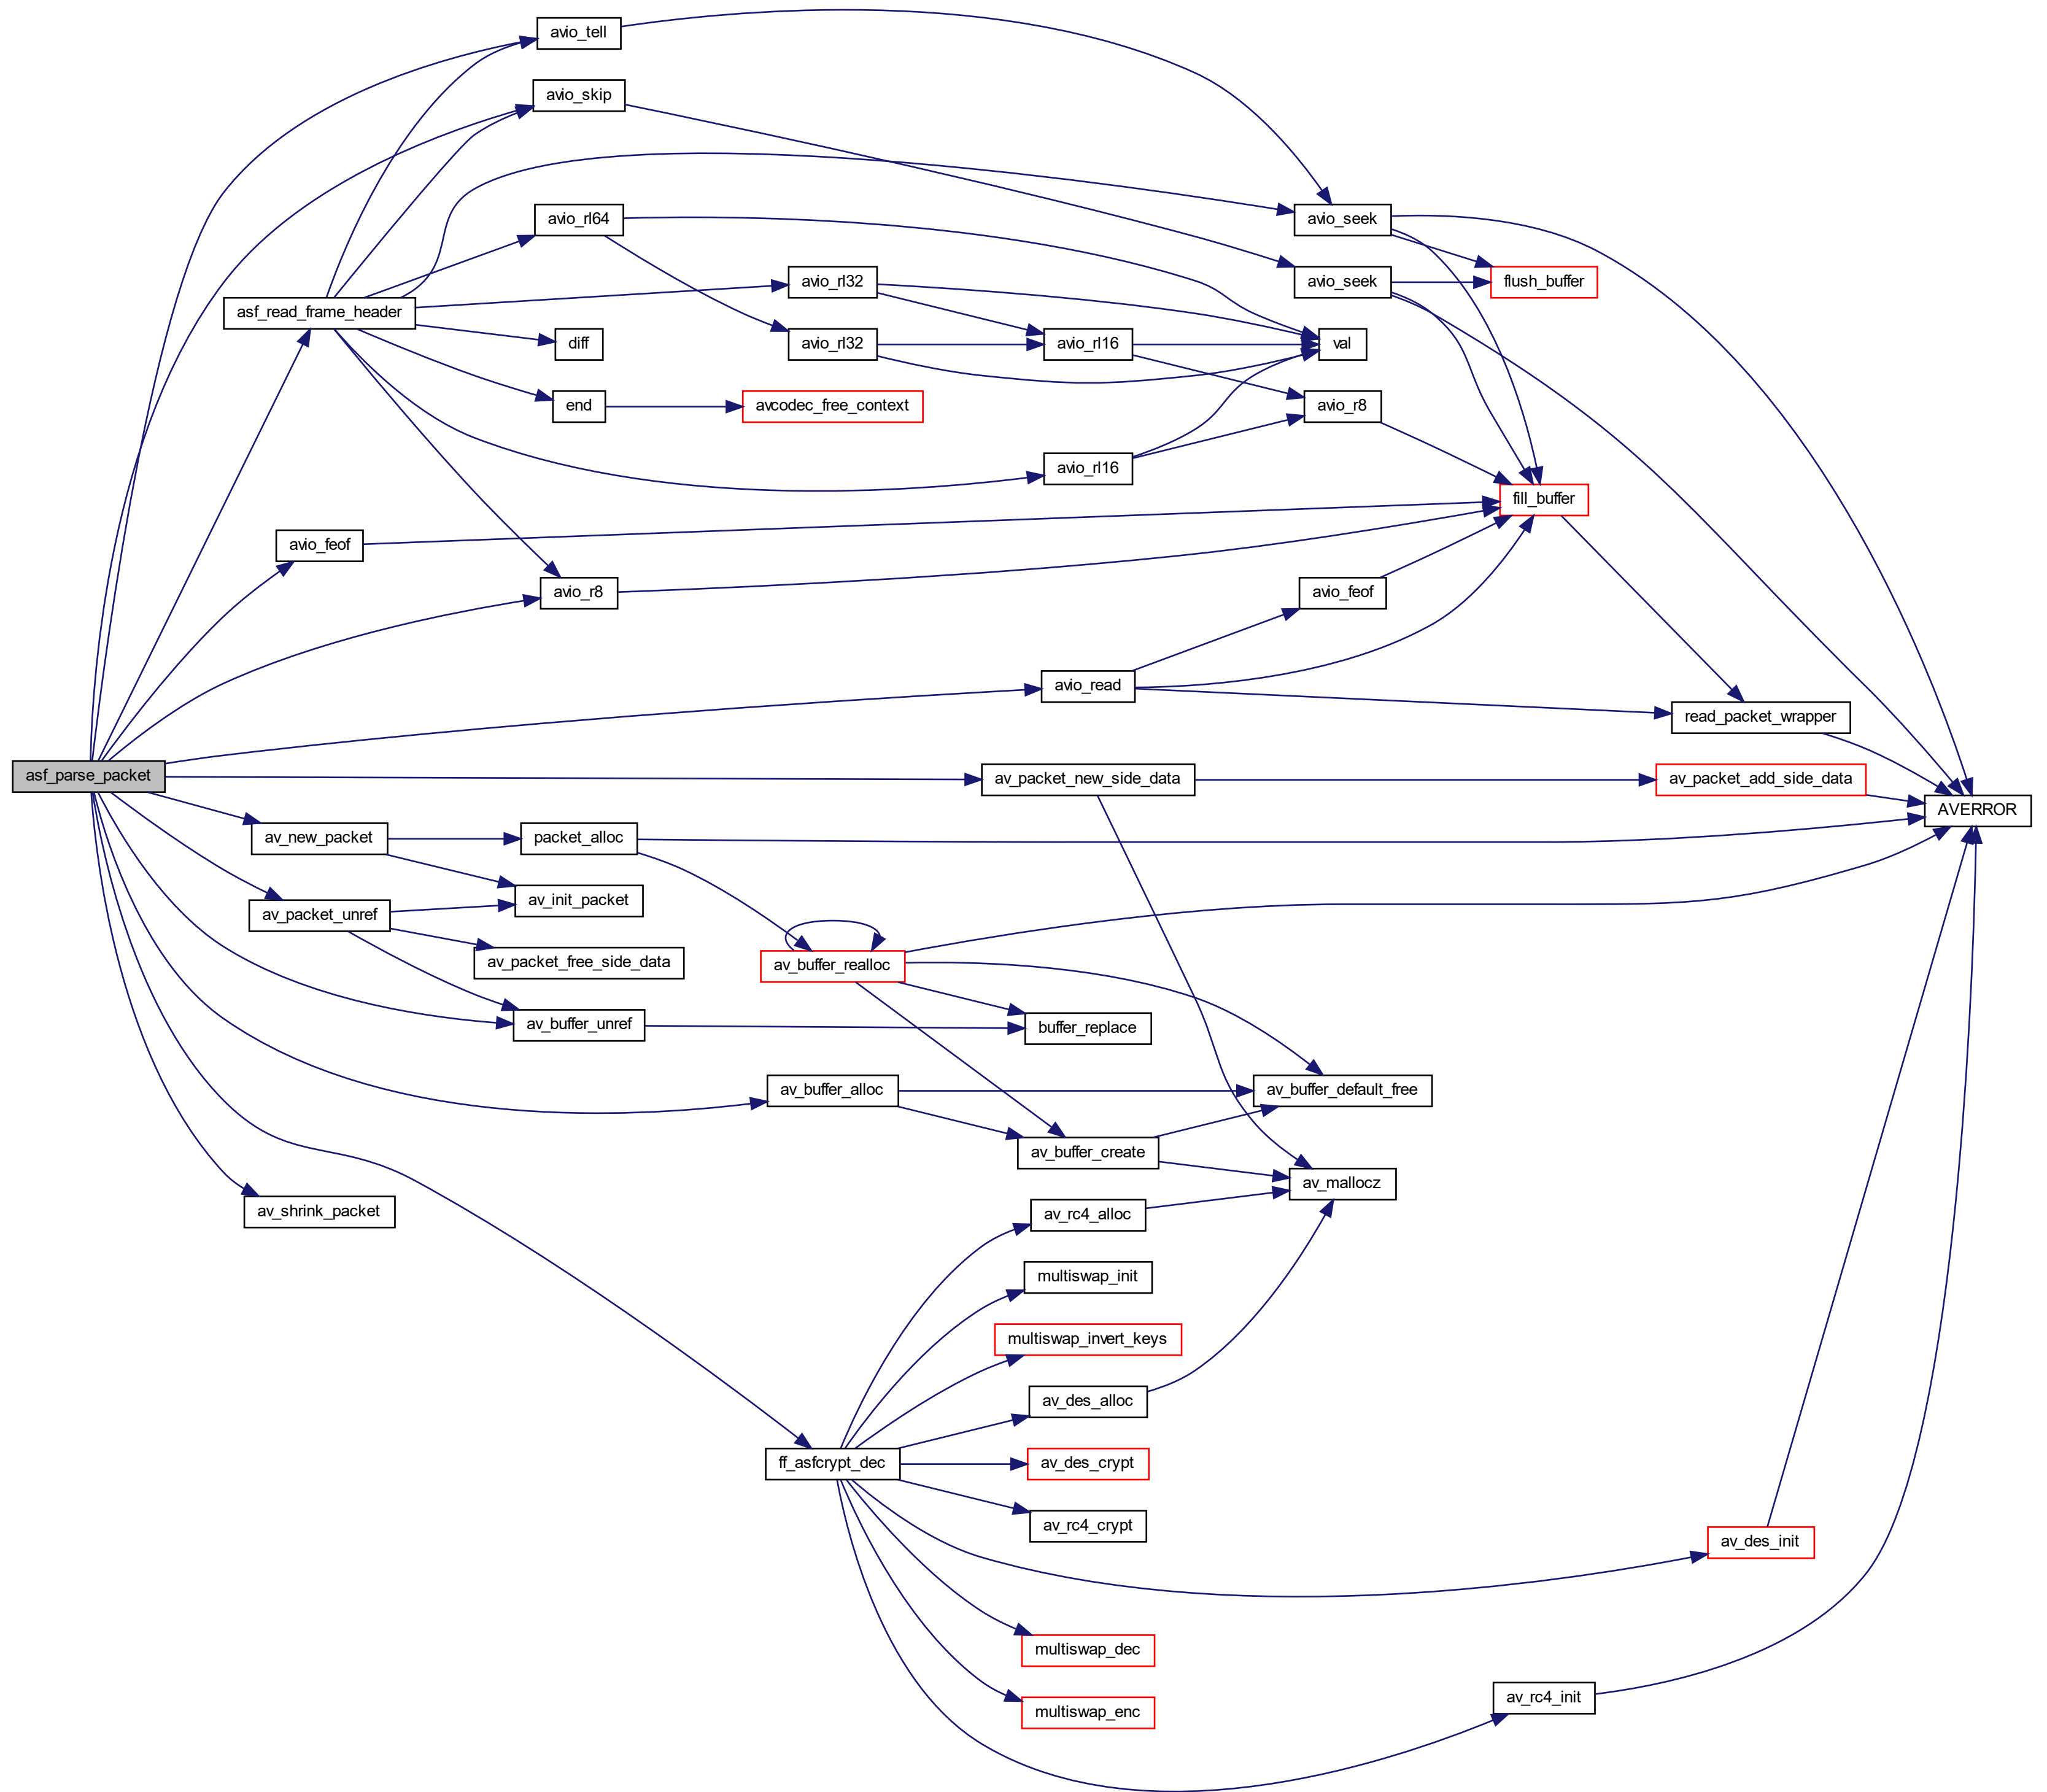 avio_tell
avio_skip
avio_rl64
avio_seek
avio_rl32
avio_seek
flush_buffer
asf_read_frame_header
diff
avio_rl32
avio_rl16
val
end
avcodec_free_context
avio_r8
avio_rl16
fill_buffer
avio_feof
avio_r8
avio_feof
avio_read
read_packet_wrapper
asf_parse_packet
av_packet_new_side_data
av_packet_add_side_data
AVERROR
av_new_packet
packet_alloc
av_init_packet
av_packet_unref
av_packet_free_side_data
av_buffer_realloc
av_buffer_unref
buffer_replace
av_buffer_alloc
av_buffer_default_free
av_buffer_create
av_mallocz
av_shrink_packet
av_rc4_alloc
multiswap_init
multiswap_invert_keys
av_des_alloc
ff_asfcrypt_dec
av_des_crypt
av_rc4_crypt
av_des_init
multiswap_dec
multiswap_enc
av_rc4_init